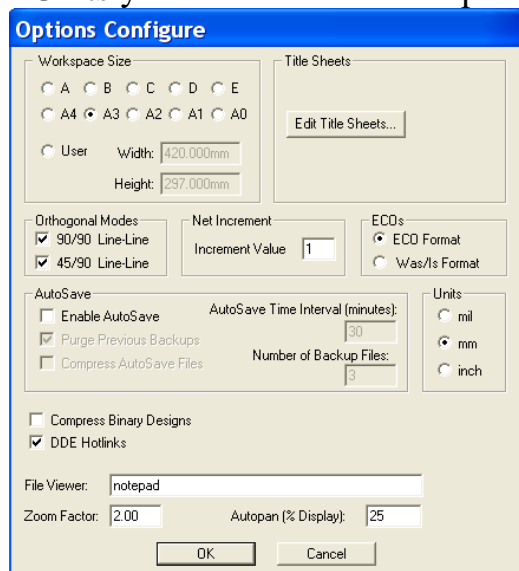 Options Configure
Workspace Size
A B C D E
A4 A3 A2 A1 A0
User Width: 420.000mm
Height: 297.000mm
Title Sheets
Edit Title Sheets...
Orthogonal Modes
90/90 Line-Line
45/90 Line-Line
Net Increment
Increment Value 1
ECOs
ECO Format
Was/Is Format
AutoSave
Enable AutoSave
Purge Previous Backups
Compress AutoSave Files
AutoSave Time Interval (minutes):
30
Number of Backup Files:
3
Units
mil
mm
inch
Compress Binary Designs
DDE Hotlinks
File Viewer: notepad
Zoom Factor: 2.00 Autopan (% Display): 25
OK Cancel